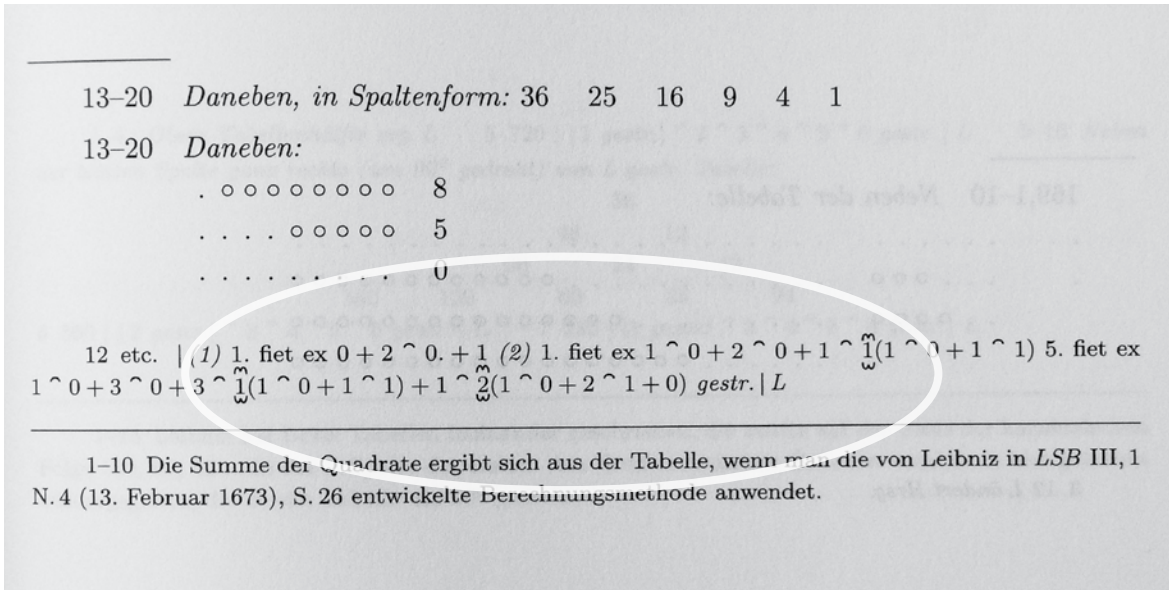 13–20 Daneben, in Spaltenform: 36 25 16 9 4 1
13–20 Daneben:
. o o o o o o o o 8
. . . . o o o o o 5
. . . . . . . . . 0
12 etc. | (1) 1. fiet ex 0 + 2 ⌢ 0. + 1 (2) 1. fiet ex 1 ⌢ 0 + 2 ⌢ 0 + 1 ⌢ 1(1 ⌢ 0 + 1 ⌢ 1) 5. fiet ex
1 ⌢ 0 + 3 ⌢ 0 + 3 ⌢ 1(1 ⌢ 0 + 1 ⌢ 1) + 1 ⌢ 2(1 ⌢ 0 + 2 ⌢ 1 + 0) gestr. | L
1–10 Die Summe der Quadrate ergibt sich aus der Tabelle, wenn man die von Leibniz in LSB III, 1
N. 4 (13. Februar 1673), S. 26 entwickelte Berechnungsmethode anwendet.